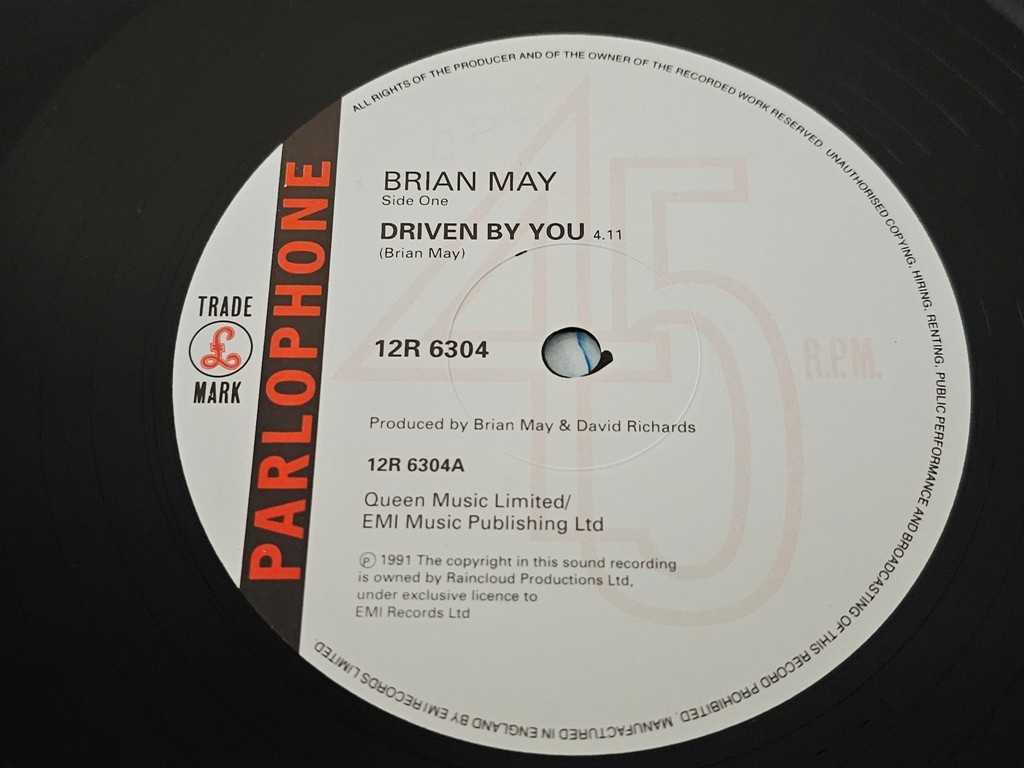 ALL RIGHTS OF THE PRODUCER AND OF THE OWNER OF THE RECORDED WORK RESERVED. UNAUTHORISED COPYING, HIRING, RENTING, PUBLIC PERFORMANCE AND BROADCASTING OF THIS RECORD PROHIBITED. MANUFACTURED IN ENGLAND BY EMI RECORDS LIMITED.
45
R.P.M.
BRIAN MAY
Side One
DRIVEN BY YOU 4.11
(Brian May)
TRADE
£
MARK
PARLOPHONE
12R 6304
Produced by Brian May & David Richards
12R 6304A
Queen Music Limited/
EMI Music Publishing Ltd
℗ 1991 The copyright in this sound recording
is owned by Raincloud Productions Ltd,
under exclusive licence to
EMI Records Ltd